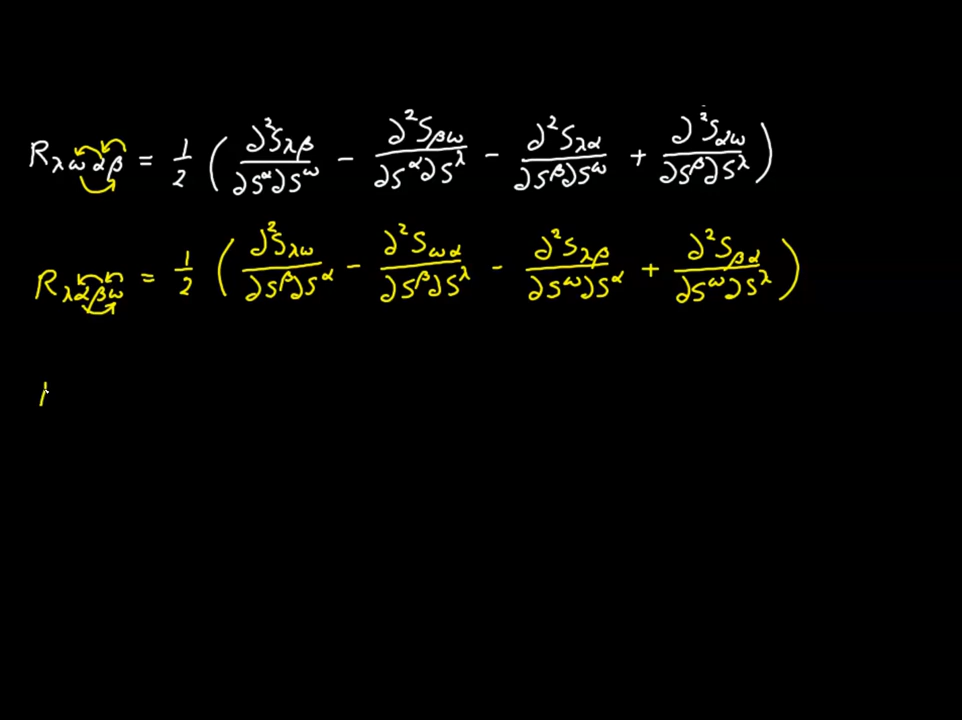 R_{λωαβ} = 1/2 ( ∂²S_{λβ}/∂S^α∂S^ω − ∂²S_{βω}/∂S^α∂S^λ − ∂²S_{λα}/∂S^β∂S^ω + ∂²S_{αω}/∂S^β∂S^λ )
R_{λαβω} = 1/2 ( ∂²S_{λω}/∂S^β∂S^α − ∂²S_{ωα}/∂S^β∂S^λ − ∂²S_{λβ}/∂S^ω∂S^α + ∂²S_{βα}/∂S^ω∂S^λ )